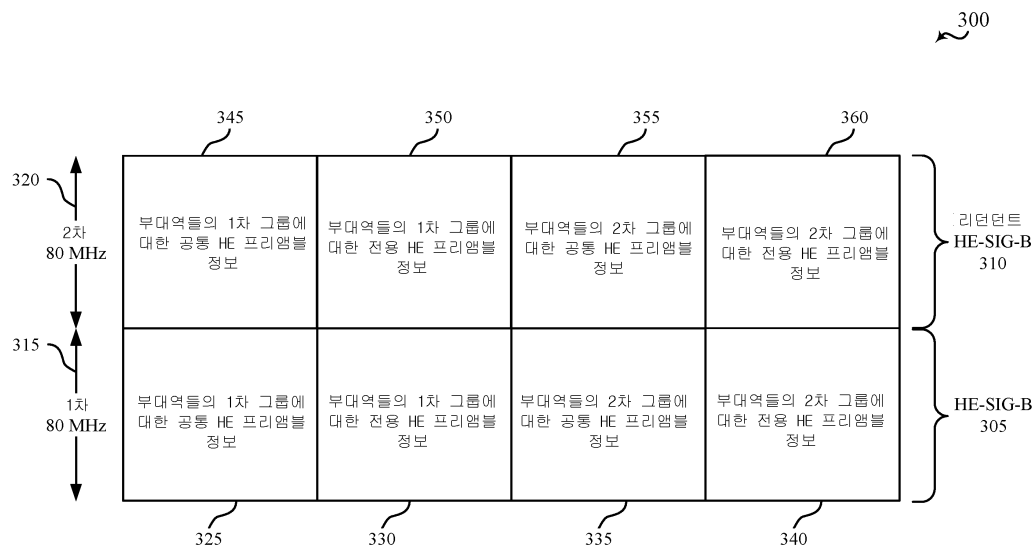 300
345
350
355
360
320
2차
80 MHz
부대역들의 1차 그룹에
대한 공통 HE 프리앰블
정보
부대역들의 1차 그룹에
대한 전용 HE 프리앰블
정보
부대역들의 2차 그룹에
대한 공통 HE 프리앰블
정보
부대역들의 2차 그룹에
대한 전용 HE 프리앰블
정보
리던던트
HE-SIG-B
310
315
1차
80 MHz
부대역들의 1차 그룹에
대한 공통 HE 프리앰블
정보
부대역들의 1차 그룹에
대한 전용 HE 프리앰블
정보
부대역들의 2차 그룹에
대한 공통 HE 프리앰블
정보
부대역들의 2차 그룹에
대한 전용 HE 프리앰블
정보
HE-SIG-B
305
325
330
335
340